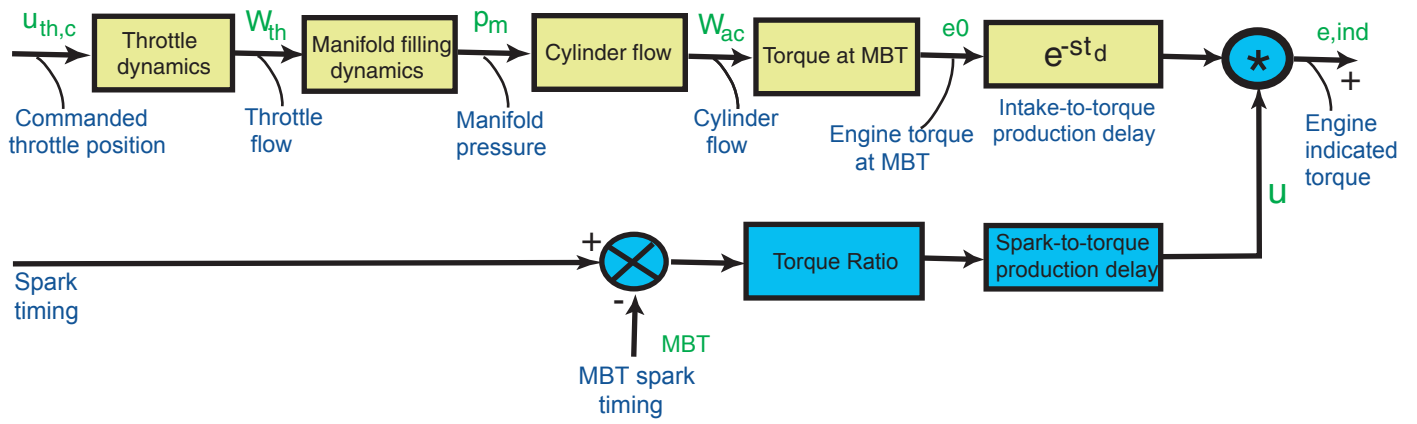 u th,c
W th
p m
W ac
e0
e,ind
Throttle
dynamics
Manifold filling
dynamics
Cylinder flow
Torque at MBT
e-st d
*
+
Commanded
throttle position
Throttle
flow
Manifold
pressure
Cylinder
flow
Engine torque
at MBT
Intake-to-torque
production delay
Engine
indicated
torque
u
Spark
timing
+
-
Torque Ratio
Spark-to-torque
production delay
MBT
MBT spark
timing